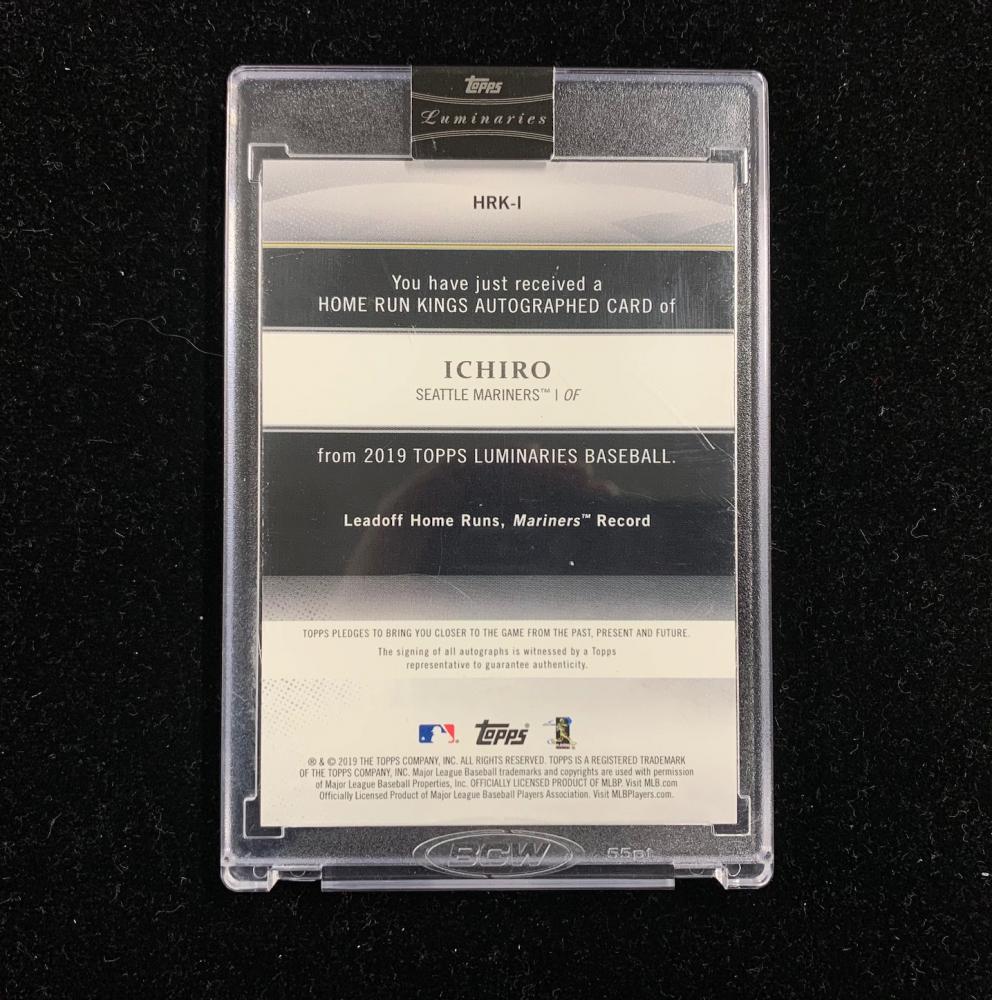 Topps
Luminaries
HRK-I
You have just received a
HOME RUN KINGS AUTOGRAPHED CARD of
ICHIRO
SEATTLE MARINERS™ | OF
from 2019 TOPPS LUMINARIES BASEBALL.
Leadoff Home Runs, Mariners™ Record
TOPPS PLEDGES TO BRING YOU CLOSER TO THE GAME FROM THE PAST, PRESENT AND FUTURE.
The signing of all autographs is witnessed by a Topps
representative to guarantee authenticity.
Topps®
® & © 2019 THE TOPPS COMPANY, INC. ALL RIGHTS RESERVED. TOPPS IS A REGISTERED TRADEMARK
OF THE TOPPS COMPANY, INC. Major League Baseball trademarks and copyrights are used with permission
of Major League Baseball Properties, Inc. OFFICIALLY LICENSED PRODUCT OF MLBP. Visit MLB.com
Officially Licensed Product of Major League Baseball Players Association. Visit MLBPlayers.com.
BCW 55pt